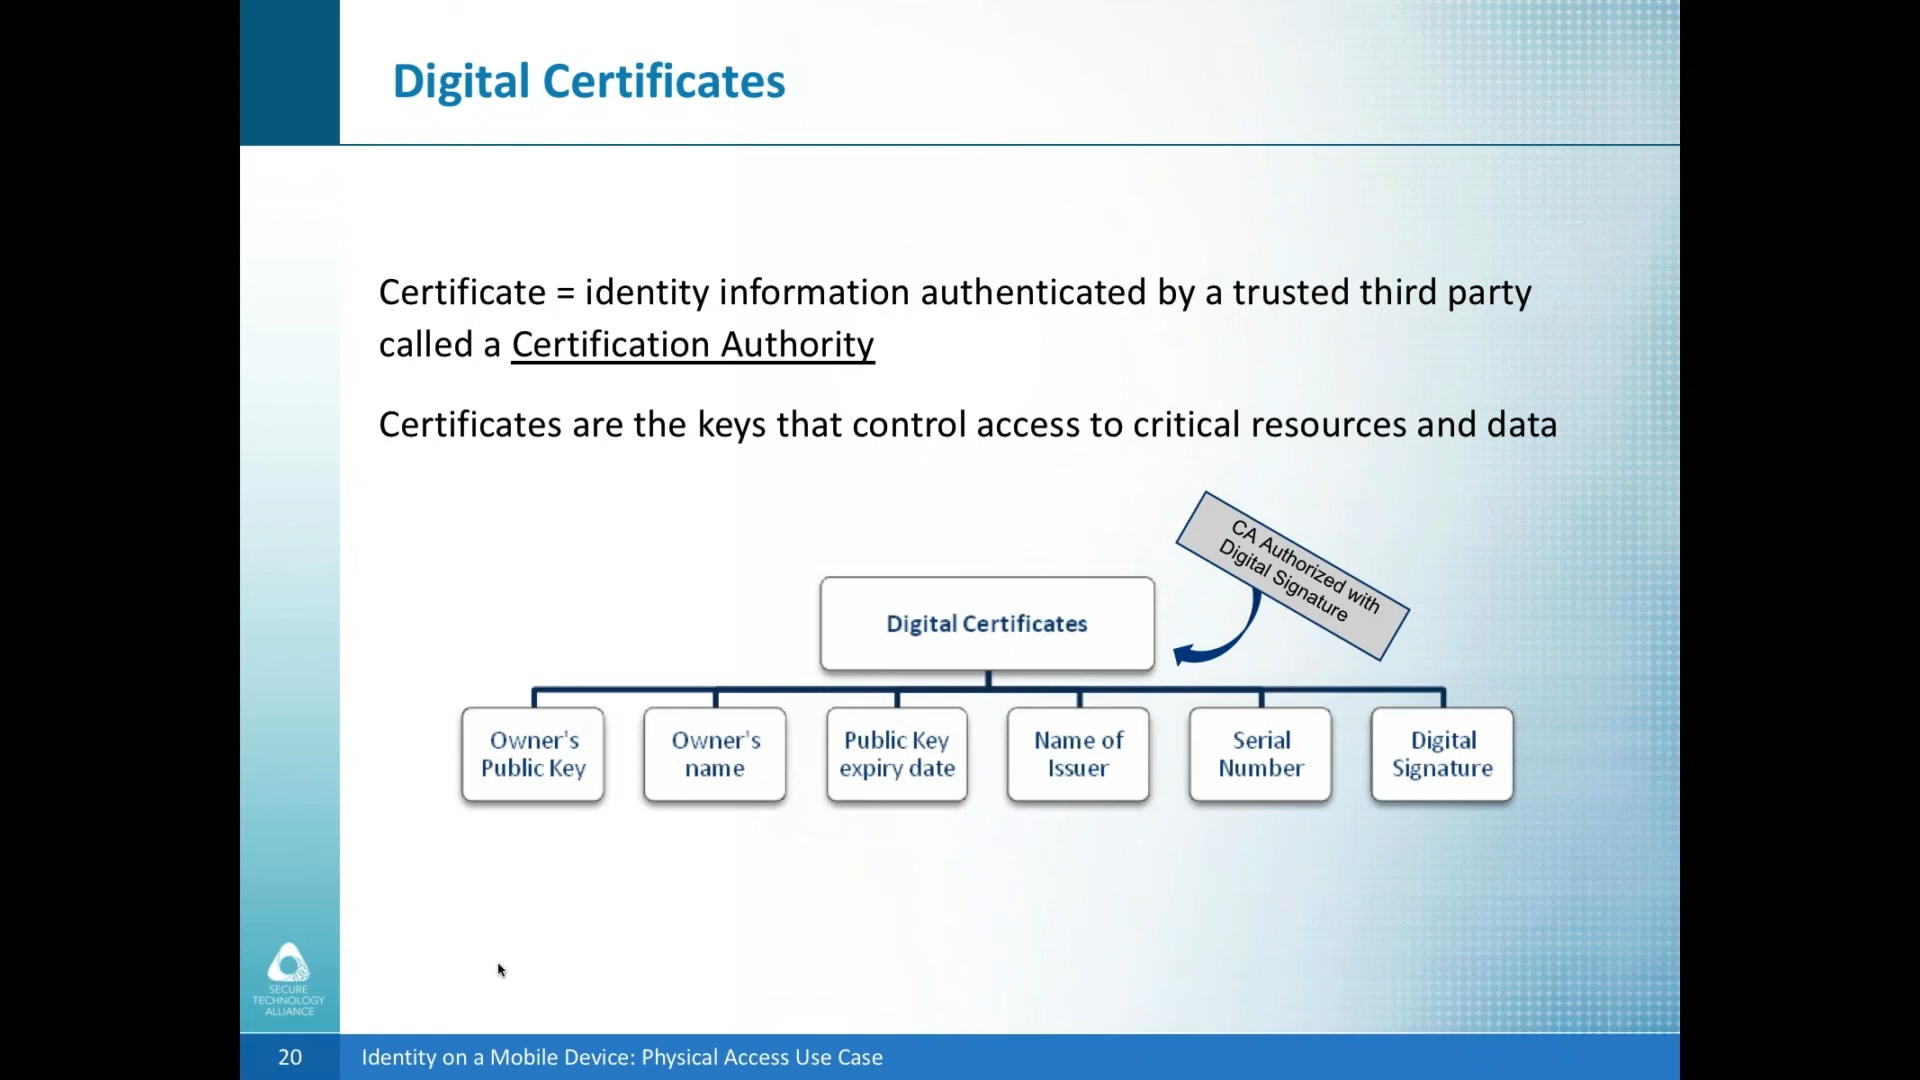 Digital Certificates
Certificate = identity information authenticated by a trusted third party
called a Certification Authority
Certificates are the keys that control access to critical resources and data
CA Authorized with
Digital Signature
Digital Certificates
Owner's
Public Key
Owner's
name
Public Key
expiry date
Name of
Issuer
Serial
Number
Digital
Signature
SECURE
TECHNOLOGY
ALLIANCE
20
Identity on a Mobile Device: Physical Access Use Case